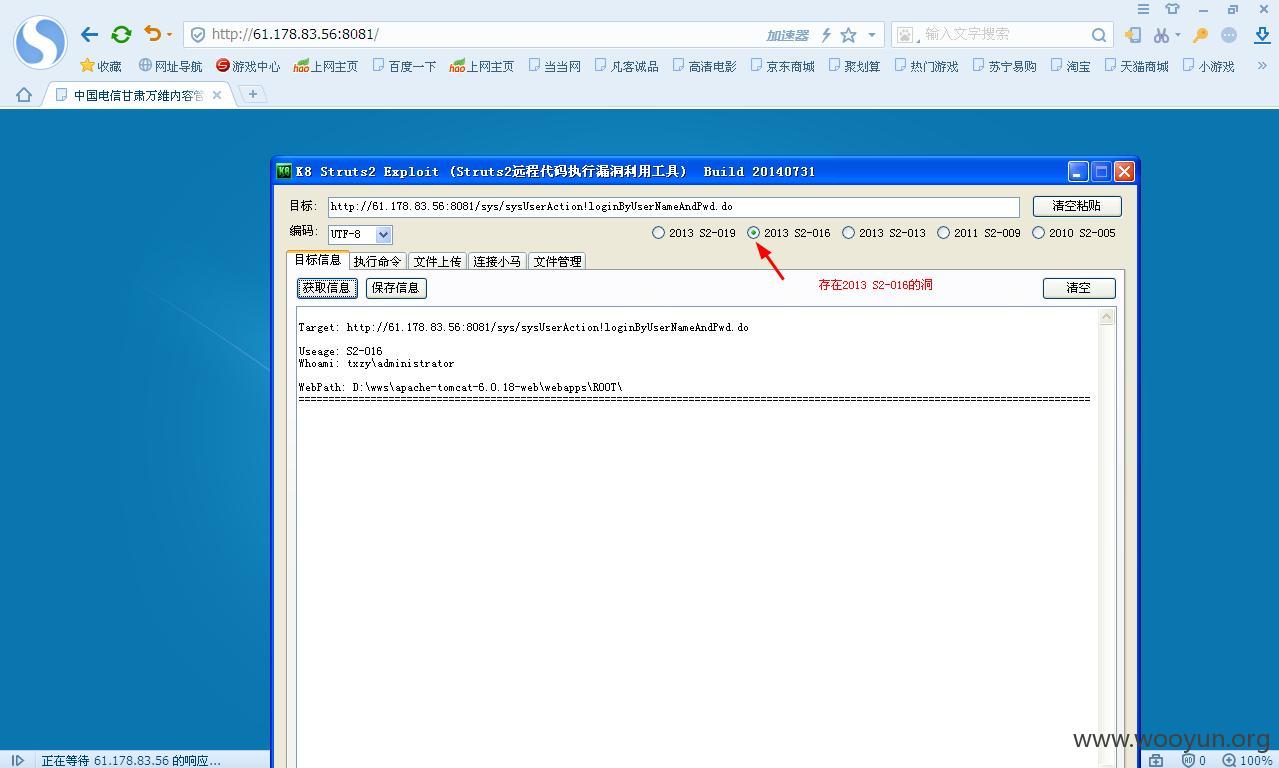 http://61.178.83.56:8081/
加速器
输入文字搜索
收藏 网址导航 游戏中心 上网主页 百度一下 上网主页 当当网 凡客诚品 高清电影 京东商城 聚划算 热门游戏 苏宁易购 淘宝 天猫商城 小游戏
中国电信甘肃万维内容管
K8 Struts2 Exploit (Struts2远程代码执行漏洞利用工具) Build 20140731
目标: http://61.178.83.56:8081/sys/sysUserAction!loginByUserNameAndPwd.do 清空粘贴
编码: UTF-8 2013 S2-019 2013 S2-016 2013 S2-013 2011 S2-009 2010 S2-005
目标信息 执行命令 文件上传 连接小马 文件管理
获取信息 保存信息 存在2013 S2-016的洞 清空
Target: http://61.178.83.56:8081/sys/sysUserAction!loginByUserNameAndPwd.do
Useage: S2-016
Whoami: txzy\administrator
WebPath: D:\wws\apache-tomcat-6.0.18-web\webapps\ROOT\
www.wooyun.org
正在等待 61.178.83.56 的响应... 0 100%